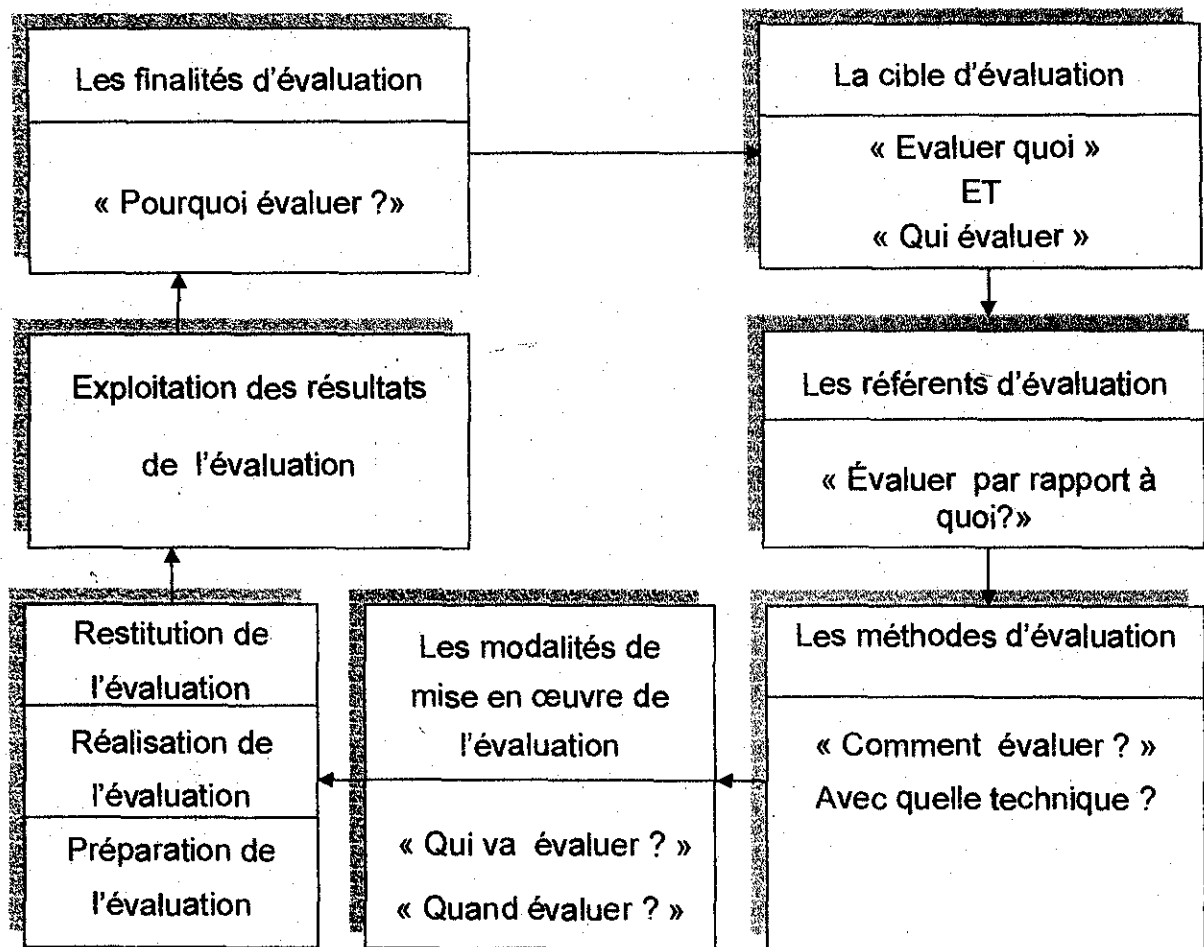 Les finalités d'évaluation
« Pourquoi évaluer ?»
La cible d'évaluation
« Evaluer quoi »
ET
« Qui évaluer »
Les référents d'évaluation
« Évaluer par rapport à
quoi?»
Les méthodes d'évaluation
« Comment évaluer ? »
Avec quelle technique ?
Les modalités de
mise en œuvre de
l'évaluation
« Qui va évaluer ? »
« Quand évaluer ? »
Restitution de
l'évaluation
Réalisation de
l'évaluation
Préparation de
l'évaluation
Exploitation des résultats
de l'évaluation